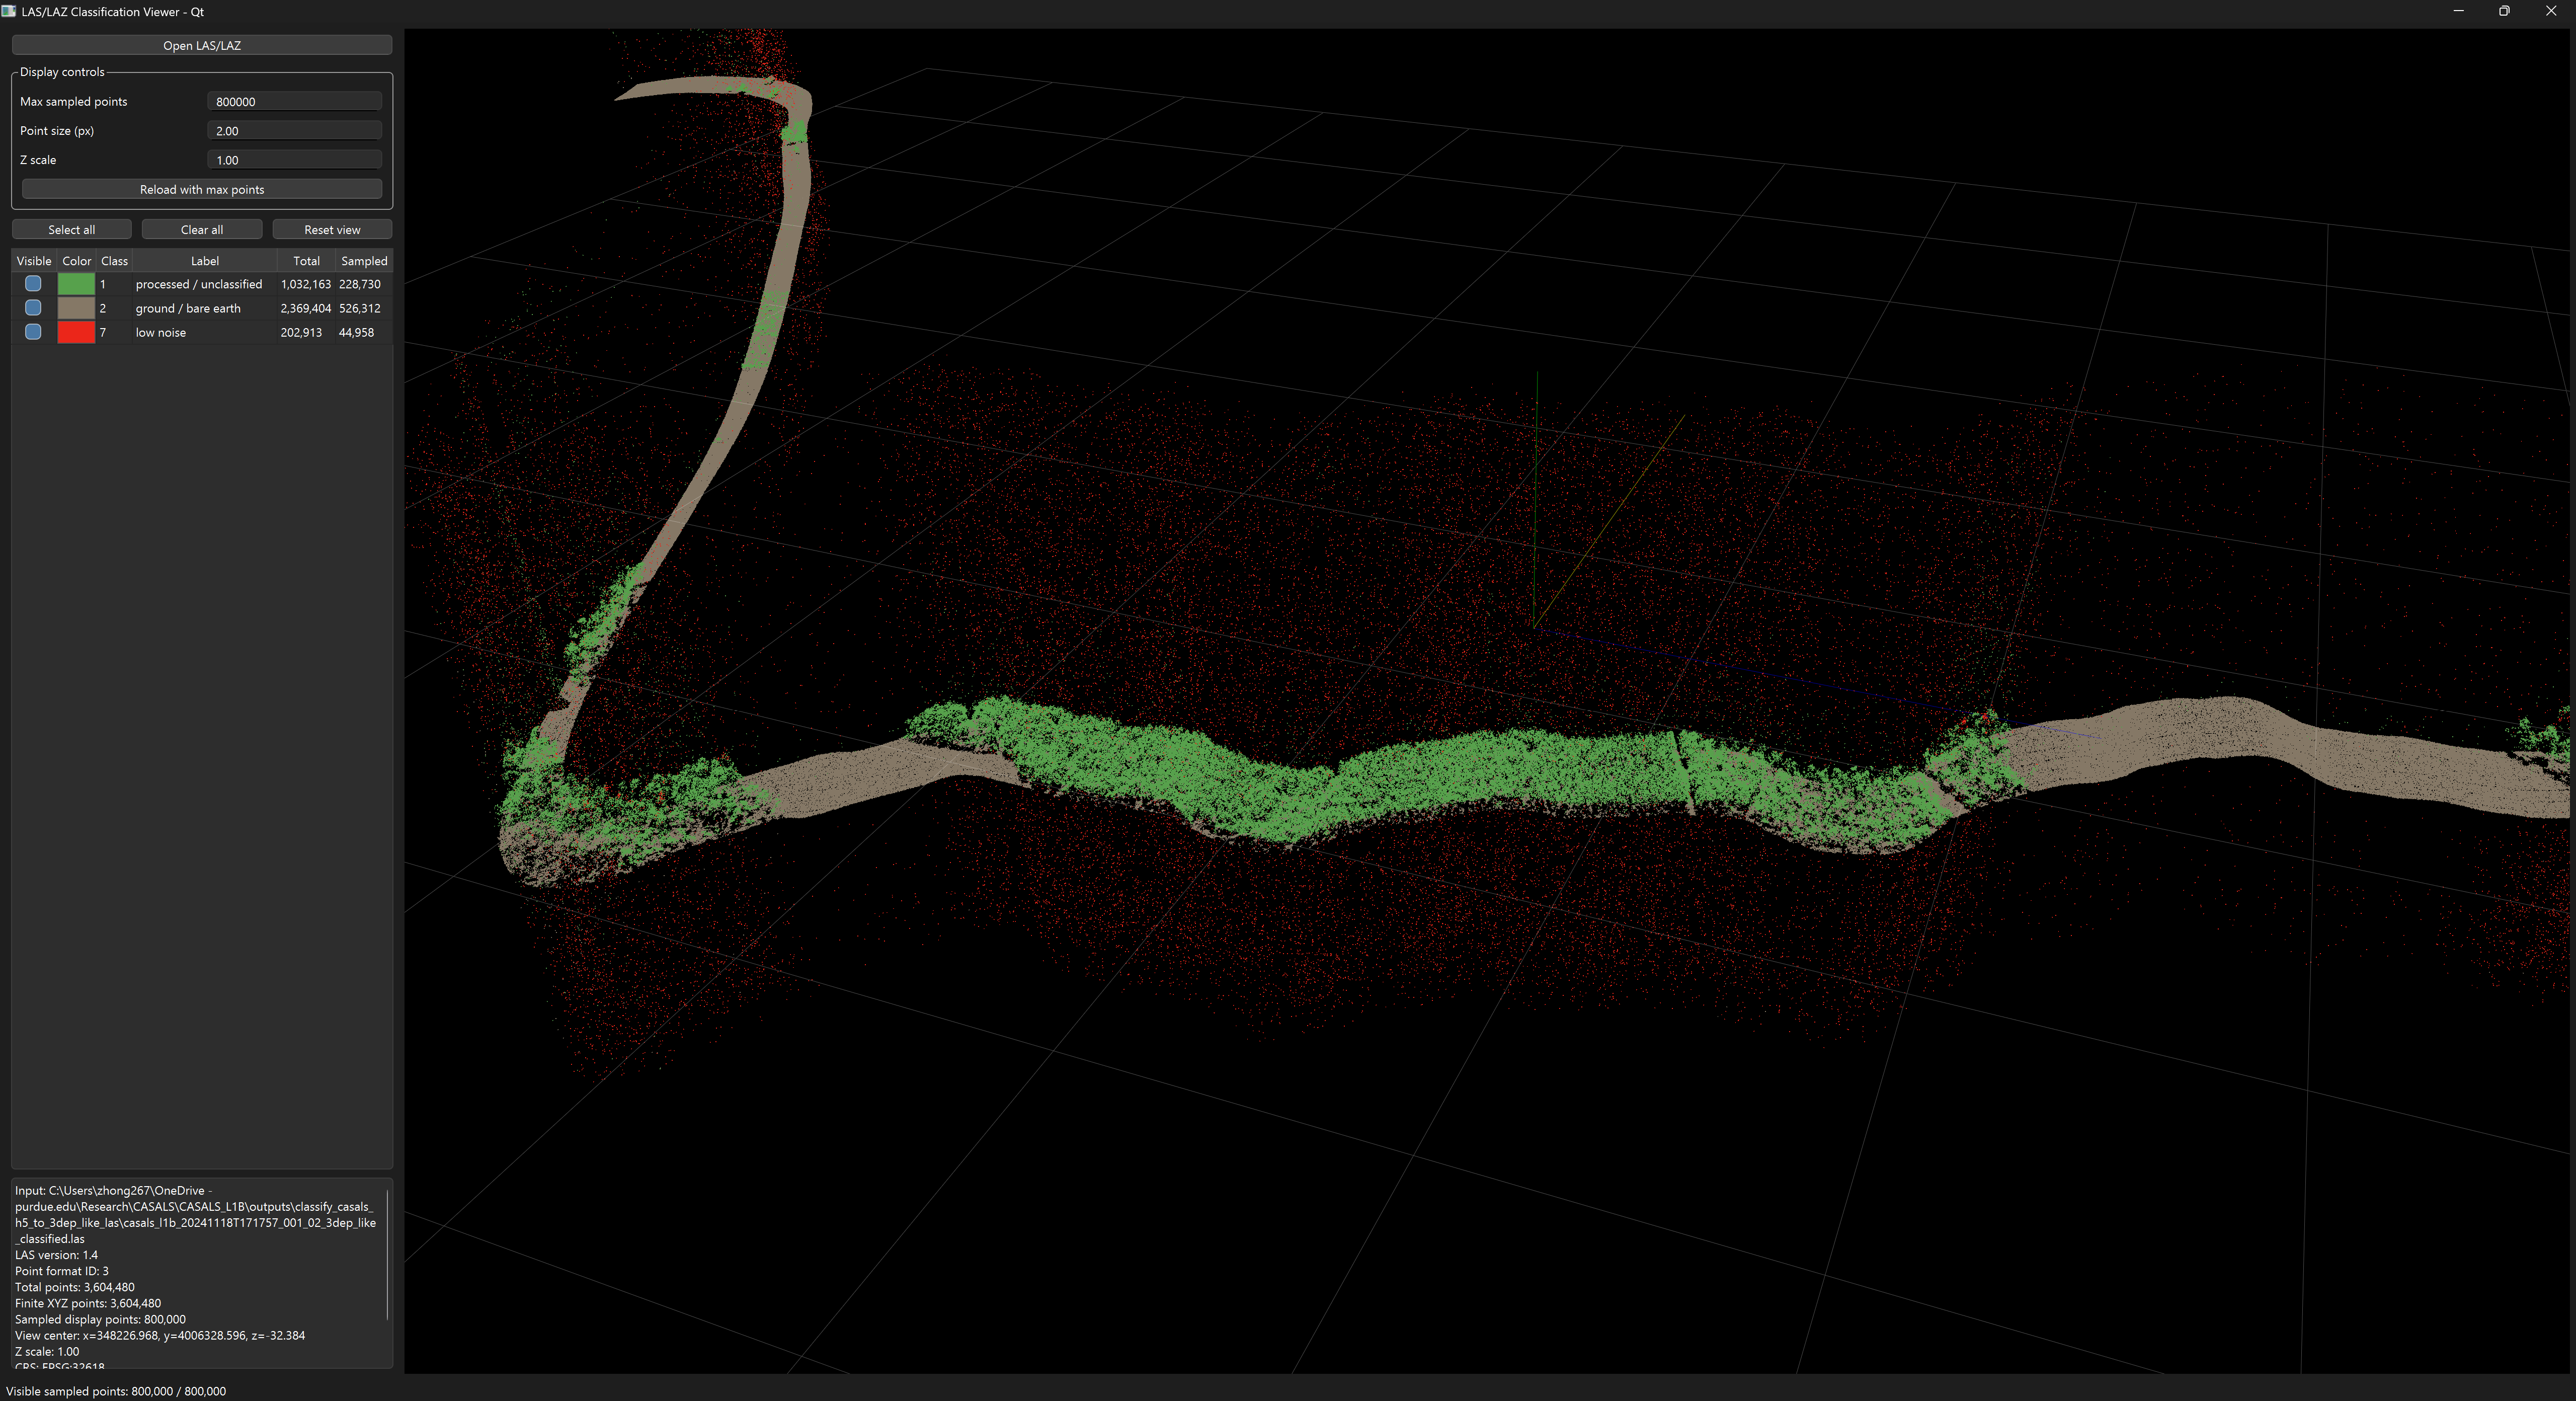 LAS/LAZ Classification Viewer - Qt
Open LAS/LAZ
Display controls
Max sampled points 800000
Point size (px) 2.00
Z scale 1.00
Reload with max points
Select all Clear all Reset view
Visible Color Class Label Total Sampled
1 processed / unclassified 1,032,163 228,730
2 ground / bare earth 2,369,404 526,312
7 low noise 202,913 44,958
Input: C:\Users\zhong267\OneDrive -
purdue.edu\Research\CASALS\CASALS_L1B\outputs\classify_casals_
h5_to_3dep_like_las\casals_l1b_20241118T171757_001_02_3dep_like
_classified.las
LAS version: 1.4
Point format ID: 3
Total points: 3,604,480
Finite XYZ points: 3,604,480
Sampled display points: 800,000
View center: x=348226.968, y=4006328.596, z=-32.384
Z scale: 1.00
CRS: EPSG:32618
Visible sampled points: 800,000 / 800,000